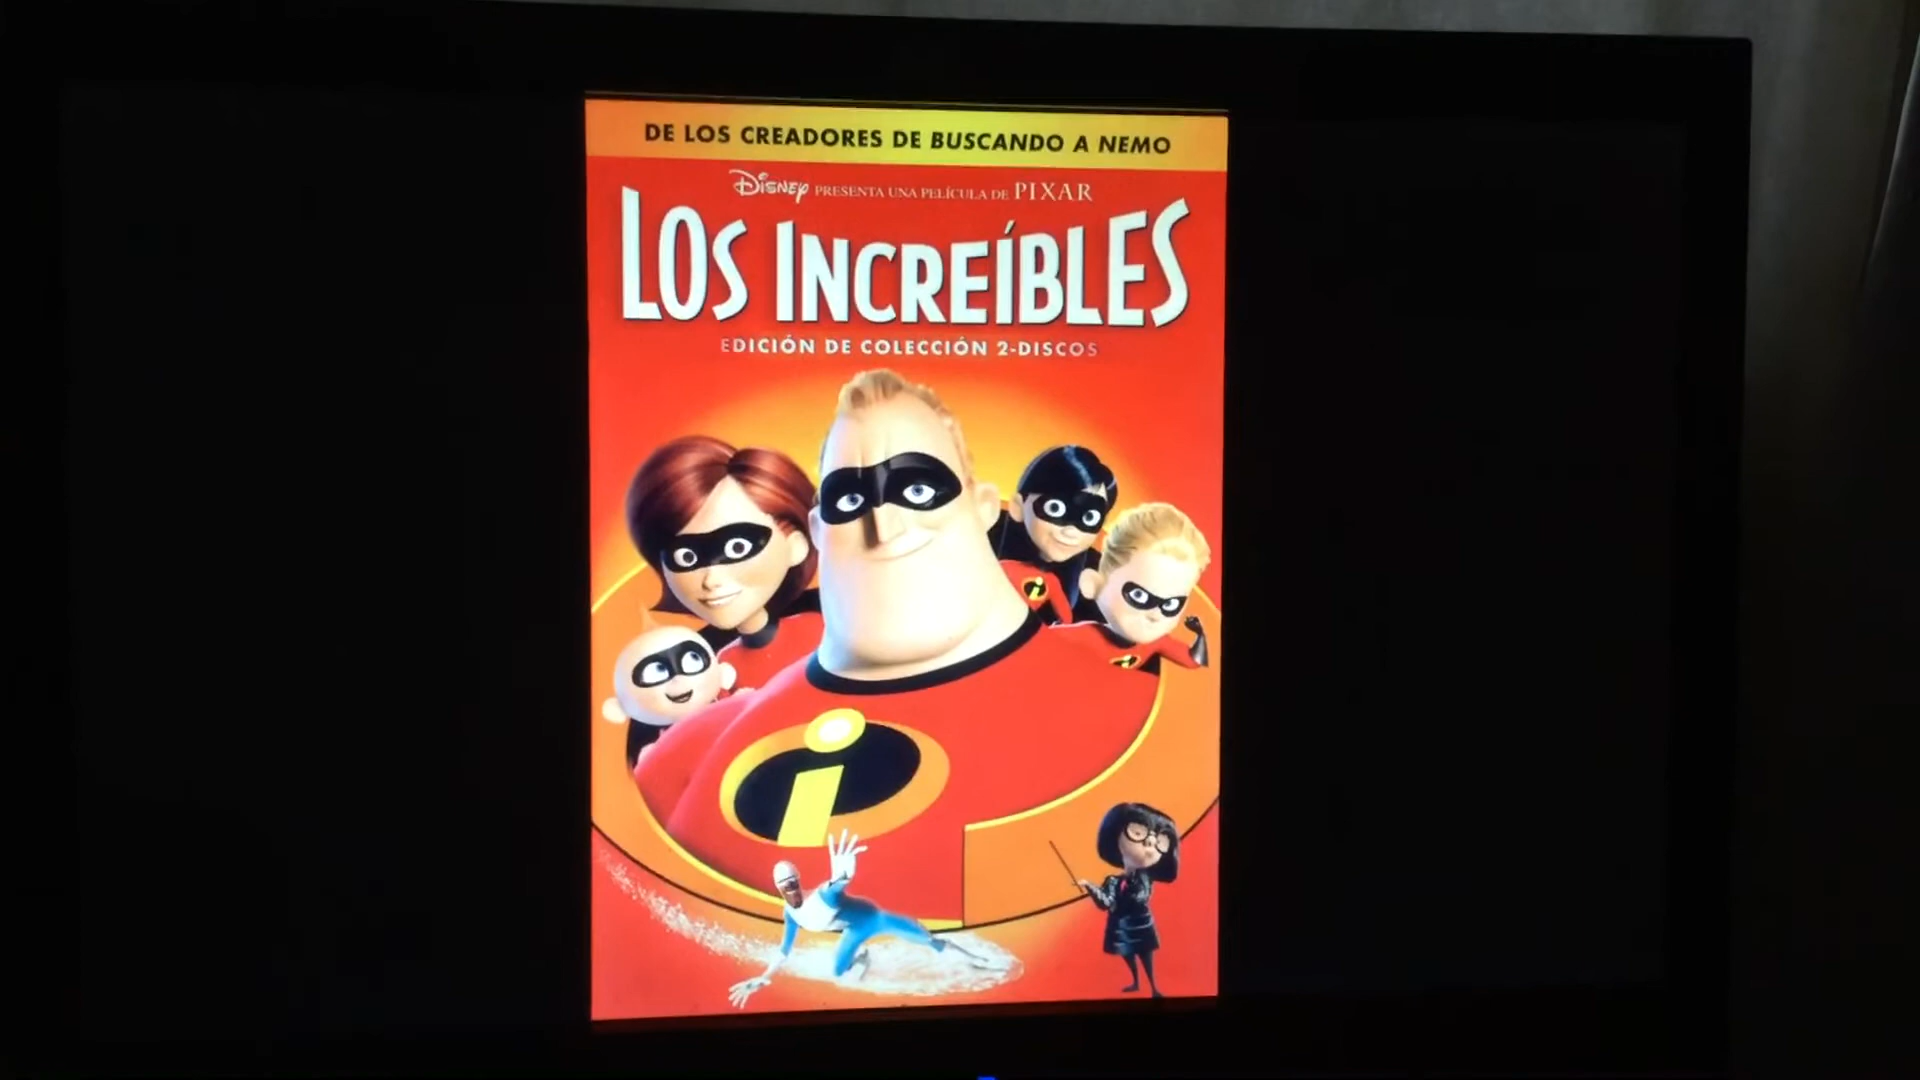 DE LOS CREADORES DE BUSCANDO A NEMO
DISNEY PRESENTA UNA PELÍCULA DE PIXAR
LOS INCREÍBLES
EDICIÓN DE COLECCIÓN 2-DISCOS
i
i
i